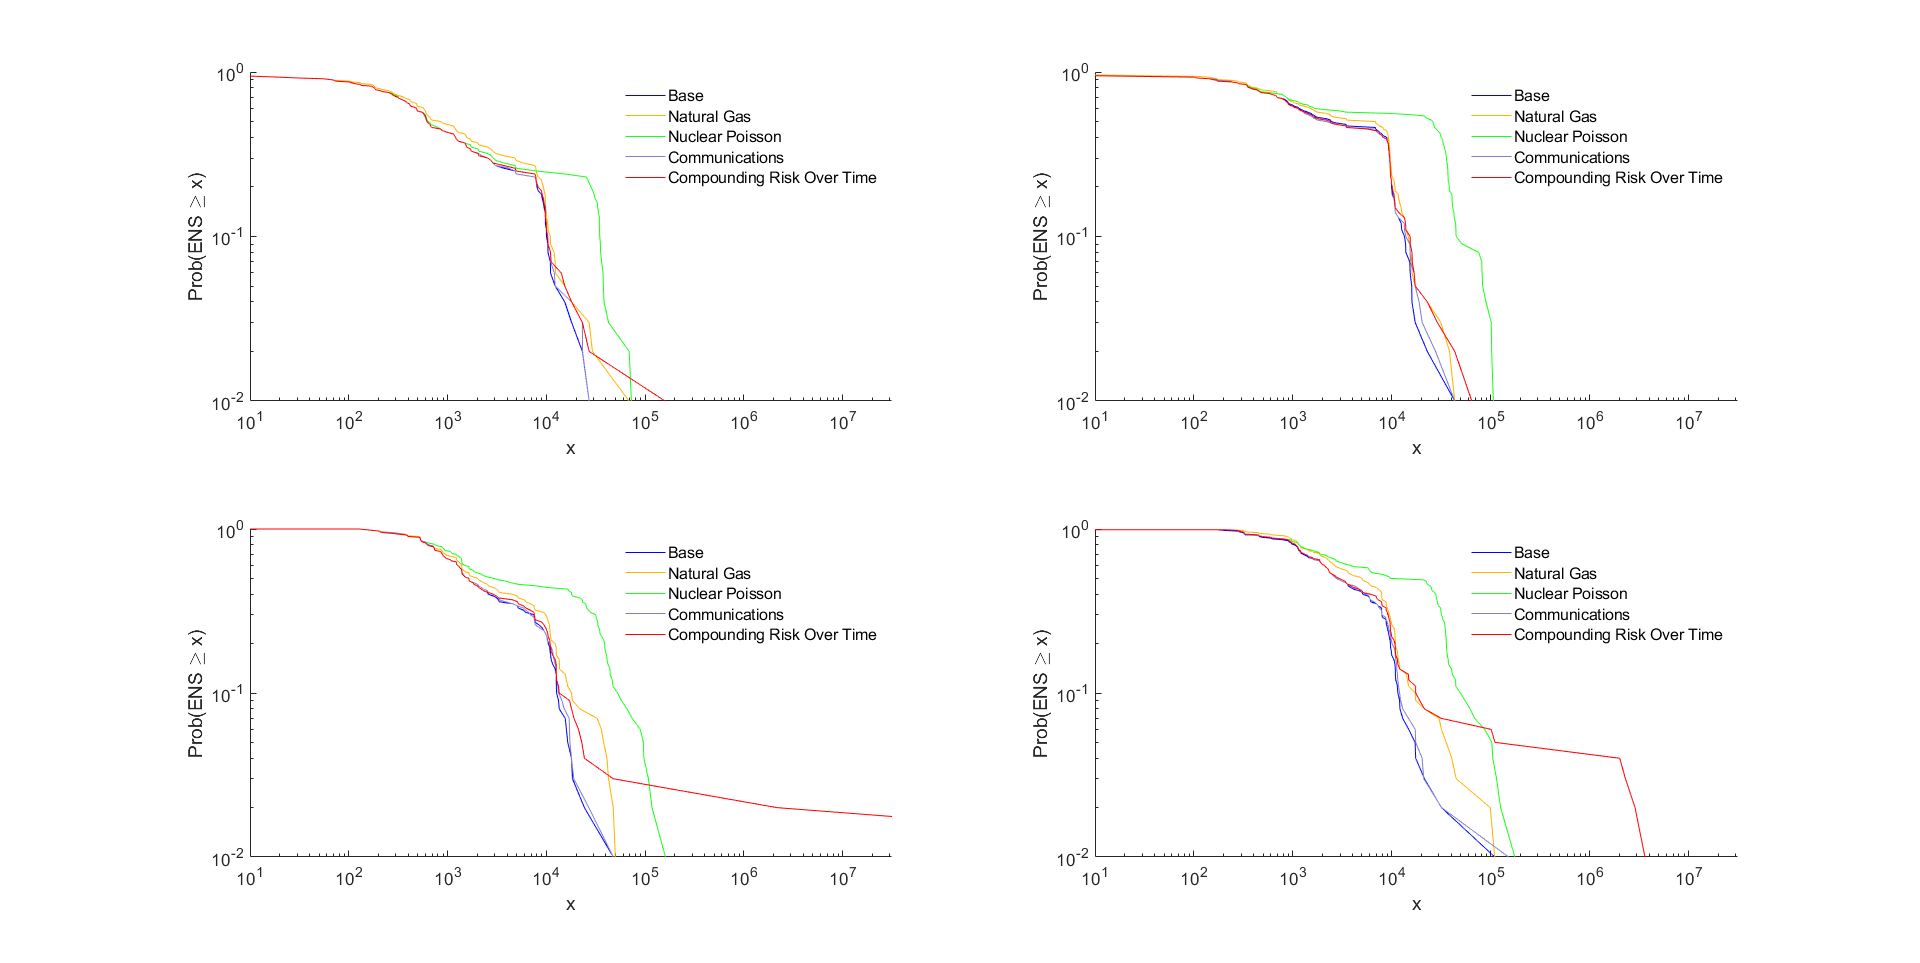 10^0
10^-1
10^-2
Prob(ENS ≥ x)
Base
Natural Gas
Nuclear Poisson
Communications
Compounding Risk Over Time
10^1 10^2 10^3 10^4 10^5 10^6 10^7
x
10^0
10^-1
10^-2
Prob(ENS ≥ x)
Base
Natural Gas
Nuclear Poisson
Communications
Compounding Risk Over Time
10^1 10^2 10^3 10^4 10^5 10^6 10^7
x
10^0
10^-1
10^-2
Prob(ENS ≥ x)
Base
Natural Gas
Nuclear Poisson
Communications
Compounding Risk Over Time
10^1 10^2 10^3 10^4 10^5 10^6 10^7
x
10^0
10^-1
10^-2
Prob(ENS ≥ x)
Base
Natural Gas
Nuclear Poisson
Communications
Compounding Risk Over Time
10^1 10^2 10^3 10^4 10^5 10^6 10^7
x